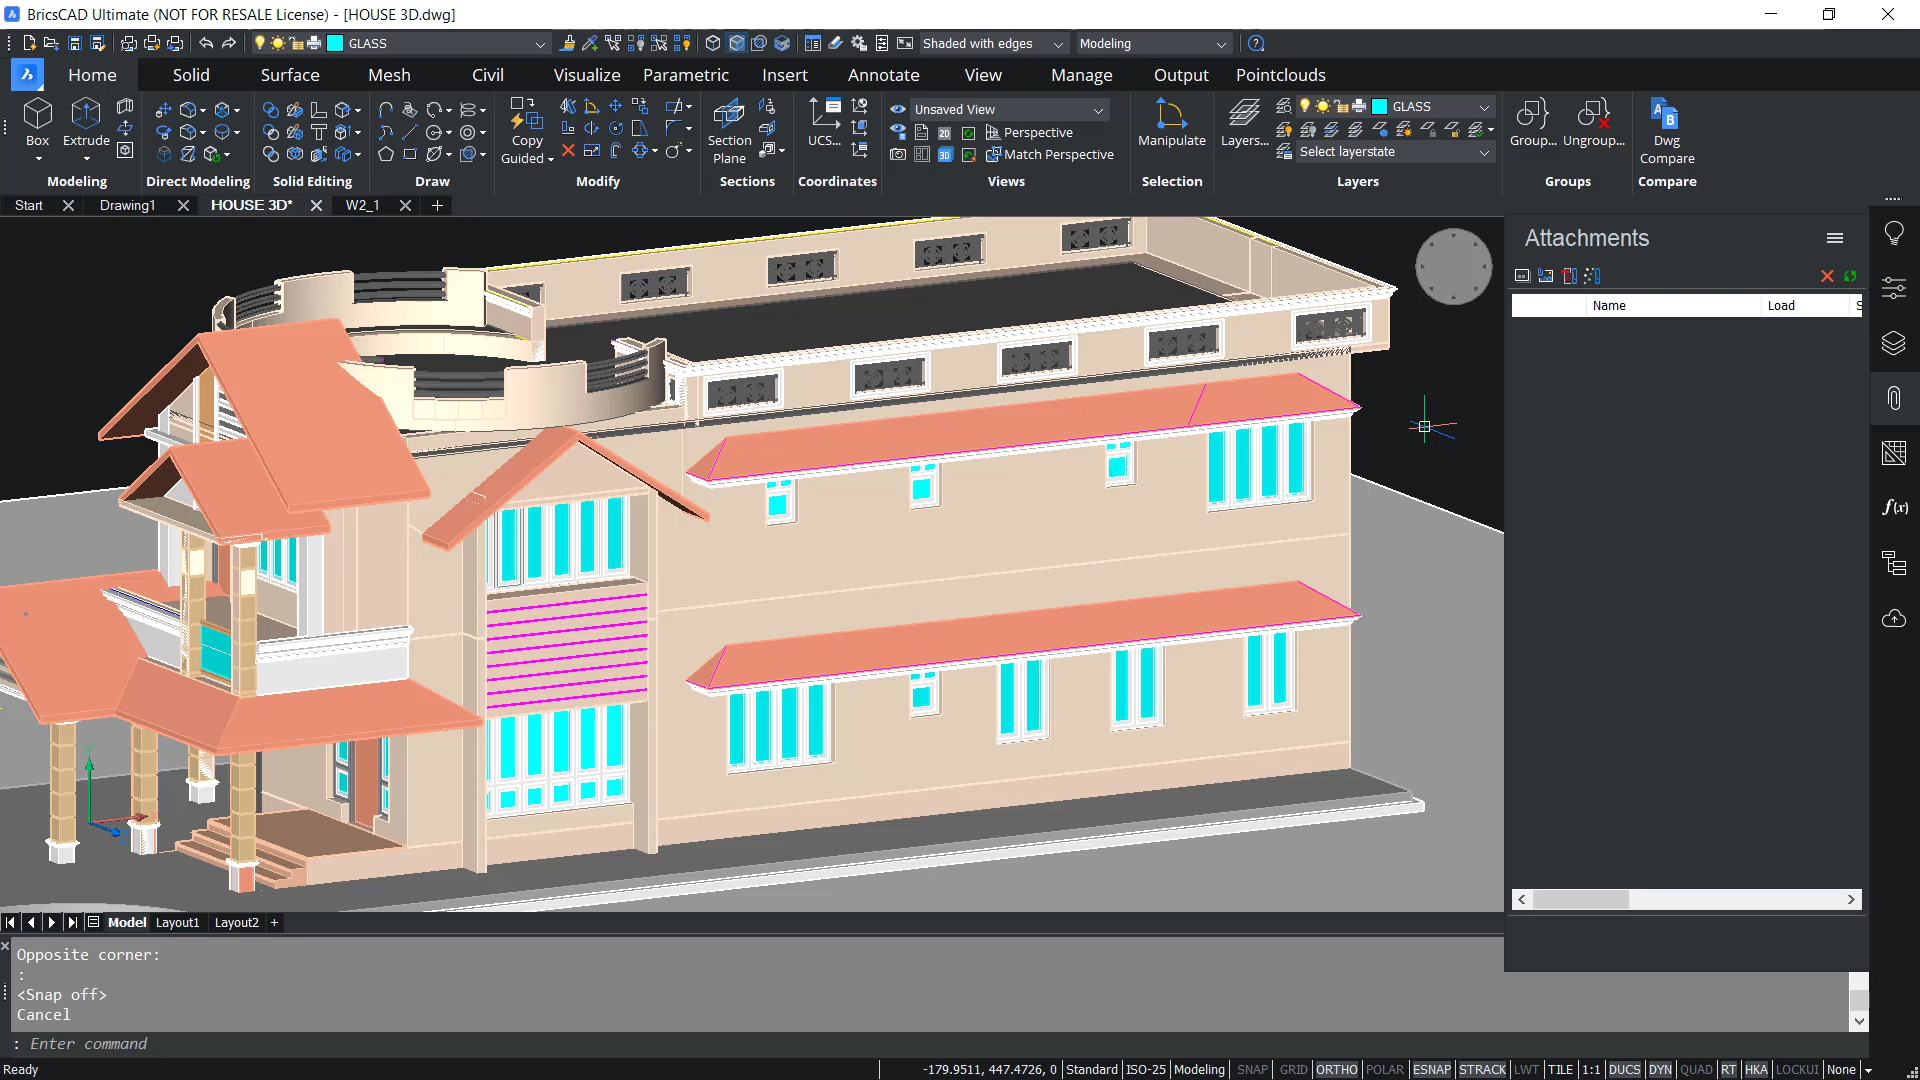 BricsCAD Ultimate (NOT FOR RESALE License) - [HOUSE 3D.dwg]
GLASS
Shaded with edges
Modeling
Home Solid Surface Mesh Civil Visualize Parametric Insert Annotate View Manage Output Pointclouds
Box
Extrude
Modeling
Direct Modeling
Solid Editing
Draw
Copy
Guided
Modify
Section
Plane
Sections
UCS...
Coordinates
Unsaved View
2D
Perspective
3D
Match Perspective
Views
Manipulate
Selection
Layers...
GLASS
Select layerstate
Layers
Group...
Ungroup...
Groups
Dwg
Compare
Compare
Start
Drawing1
HOUSE 3D*
W2_1
+
Attachments
Name
Load
S
f(x)
Y
Model Layout1 Layout2 +
Opposite corner:
:
<Snap off>
Cancel
: Enter command
Ready
-179.9511, 447.4726, 0 Standard ISO-25 Modeling SNAP GRID ORTHO POLAR ESNAP STRACK LWT TILE 1:1 DUCS DYN QUAD RT HKA LOCKUI None